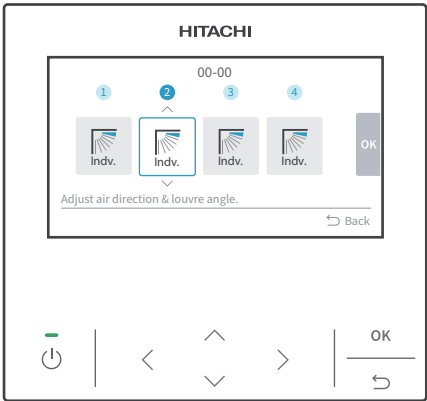 HITACHI
00-00
1 2 3 4
Indv. Indv. Indv. Indv.
OK
Adjust air direction & louvre angle.
Back
OK